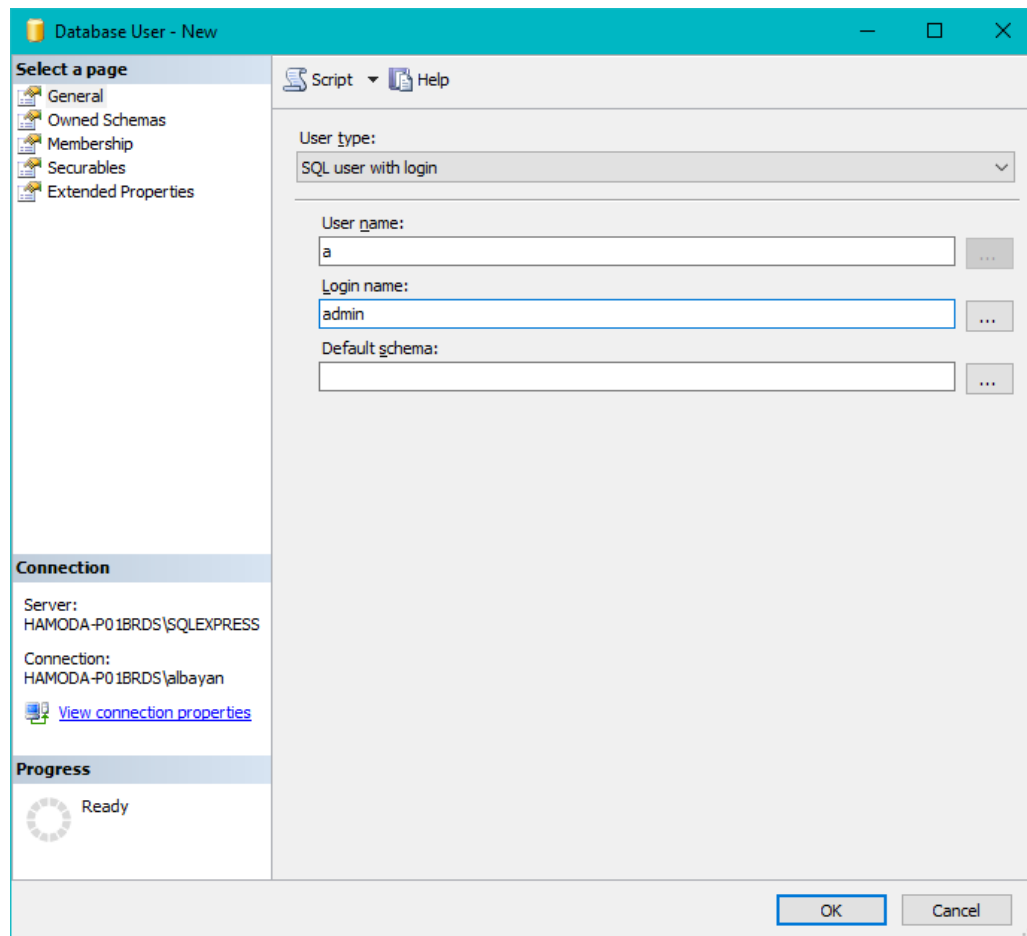 Database User - New
Select a page
General
Owned Schemas
Membership
Securables
Extended Properties
Script Help
User type:
SQL user with login
User name:
a
...
Login name:
admin
...
Default schema:
...
Connection
Server:
HAMODA-P01BRDS\SQLEXPRESS
Connection:
HAMODA-P01BRDS\albayan
View connection properties
Progress
Ready
OK Cancel